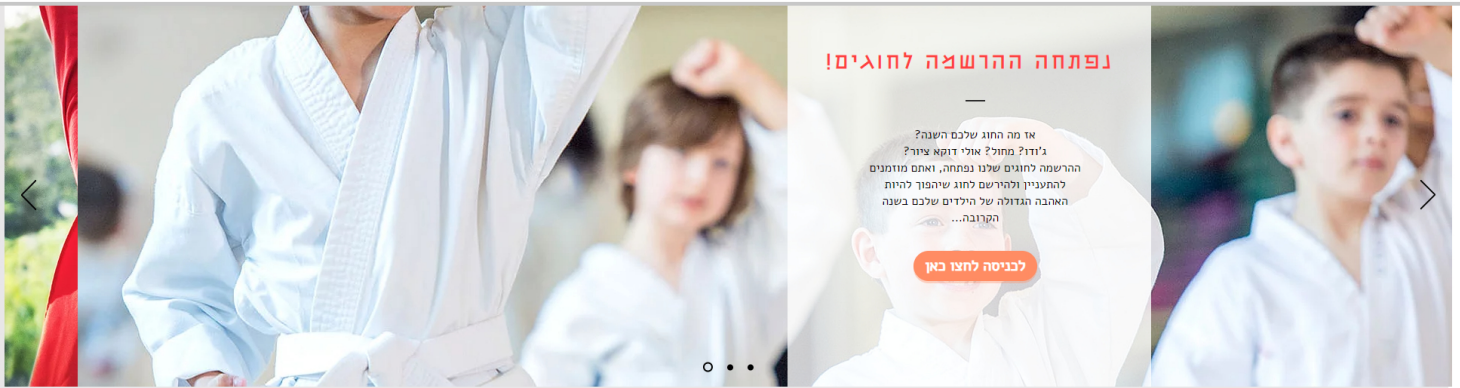 נפתחה ההרשמה לחוגים!
אז מה החוג שלכם השנה?
ג'ודו? מחול? אולי דוקא ציור?
ההרשמה לחוגים שלנו נפתחה, ואתם מוזמנים
להתעניין ולהירשם לחוג שיהפוך להיות
האהבה הגדולה של הילדים שלכם בשנה
הקרובה...
לכניסה לחצו כאן